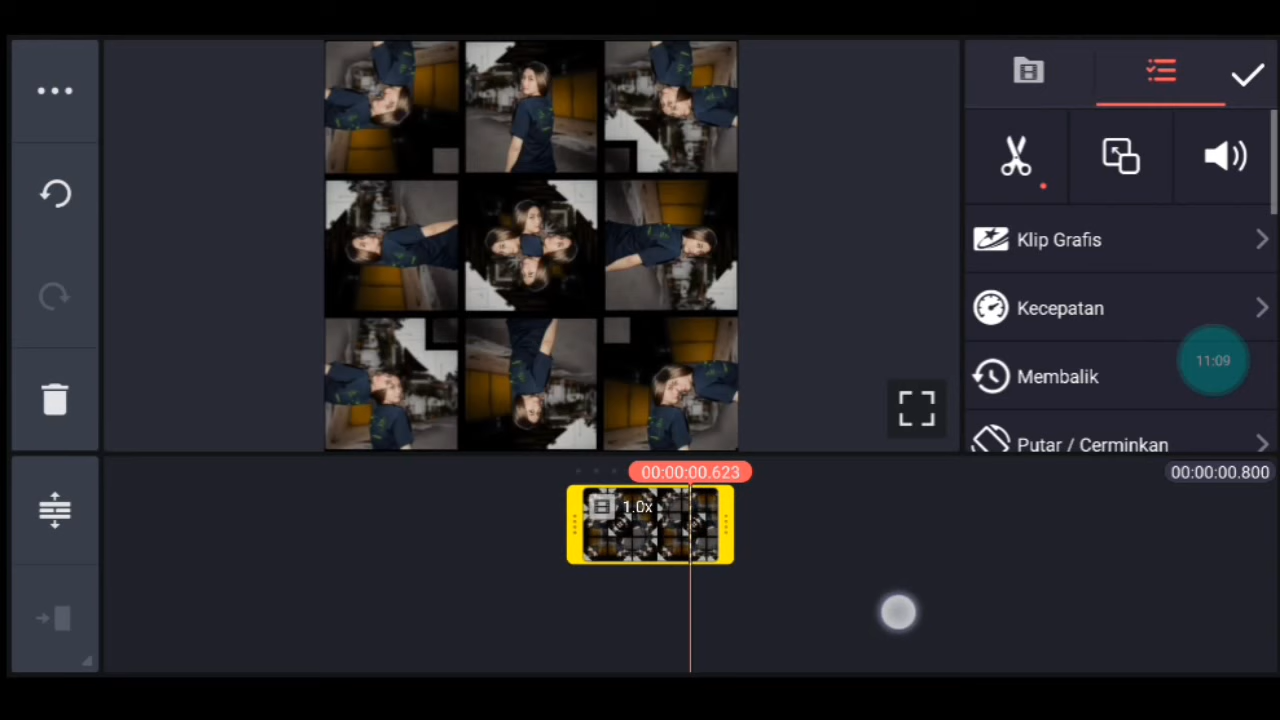 Klip Grafis
Kecepatan
11:09
Membalik
Putar / Cerminkan
00:00:00.623
00:00:00.800
1.0x